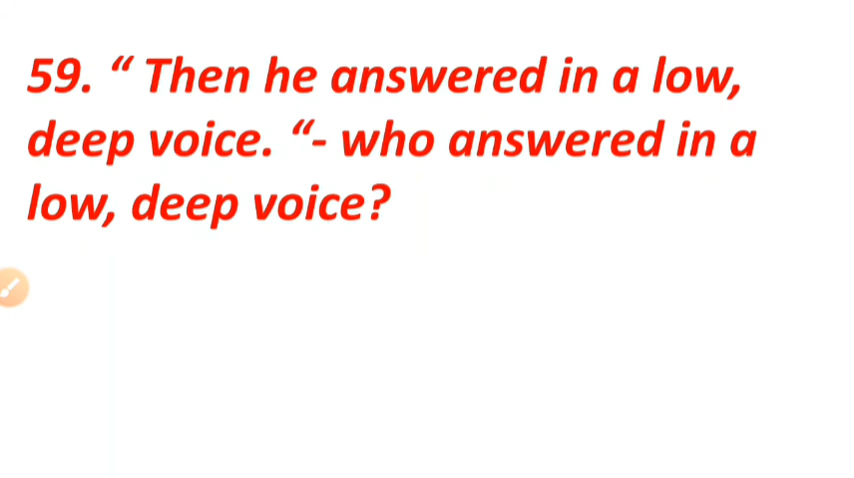 59. “ Then he answered in a low,
deep voice. “- who answered in a
low, deep voice?